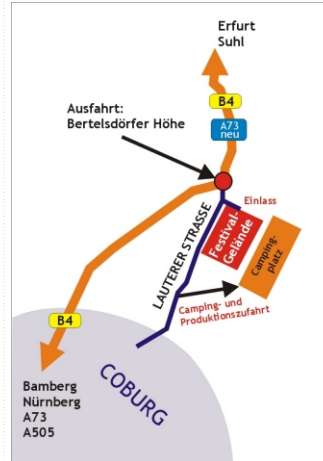 Erfurt
Suhl
B4
A73
neu
Ausfahrt:
Bertelsdörfer Höhe
Einlass
LAUTERER STRASSE
Festival-
Gelände
Camping-
platz
Camping- und
Produktionszufahrt
B4
COBURG
Bamberg
Nürnberg
A73
A505